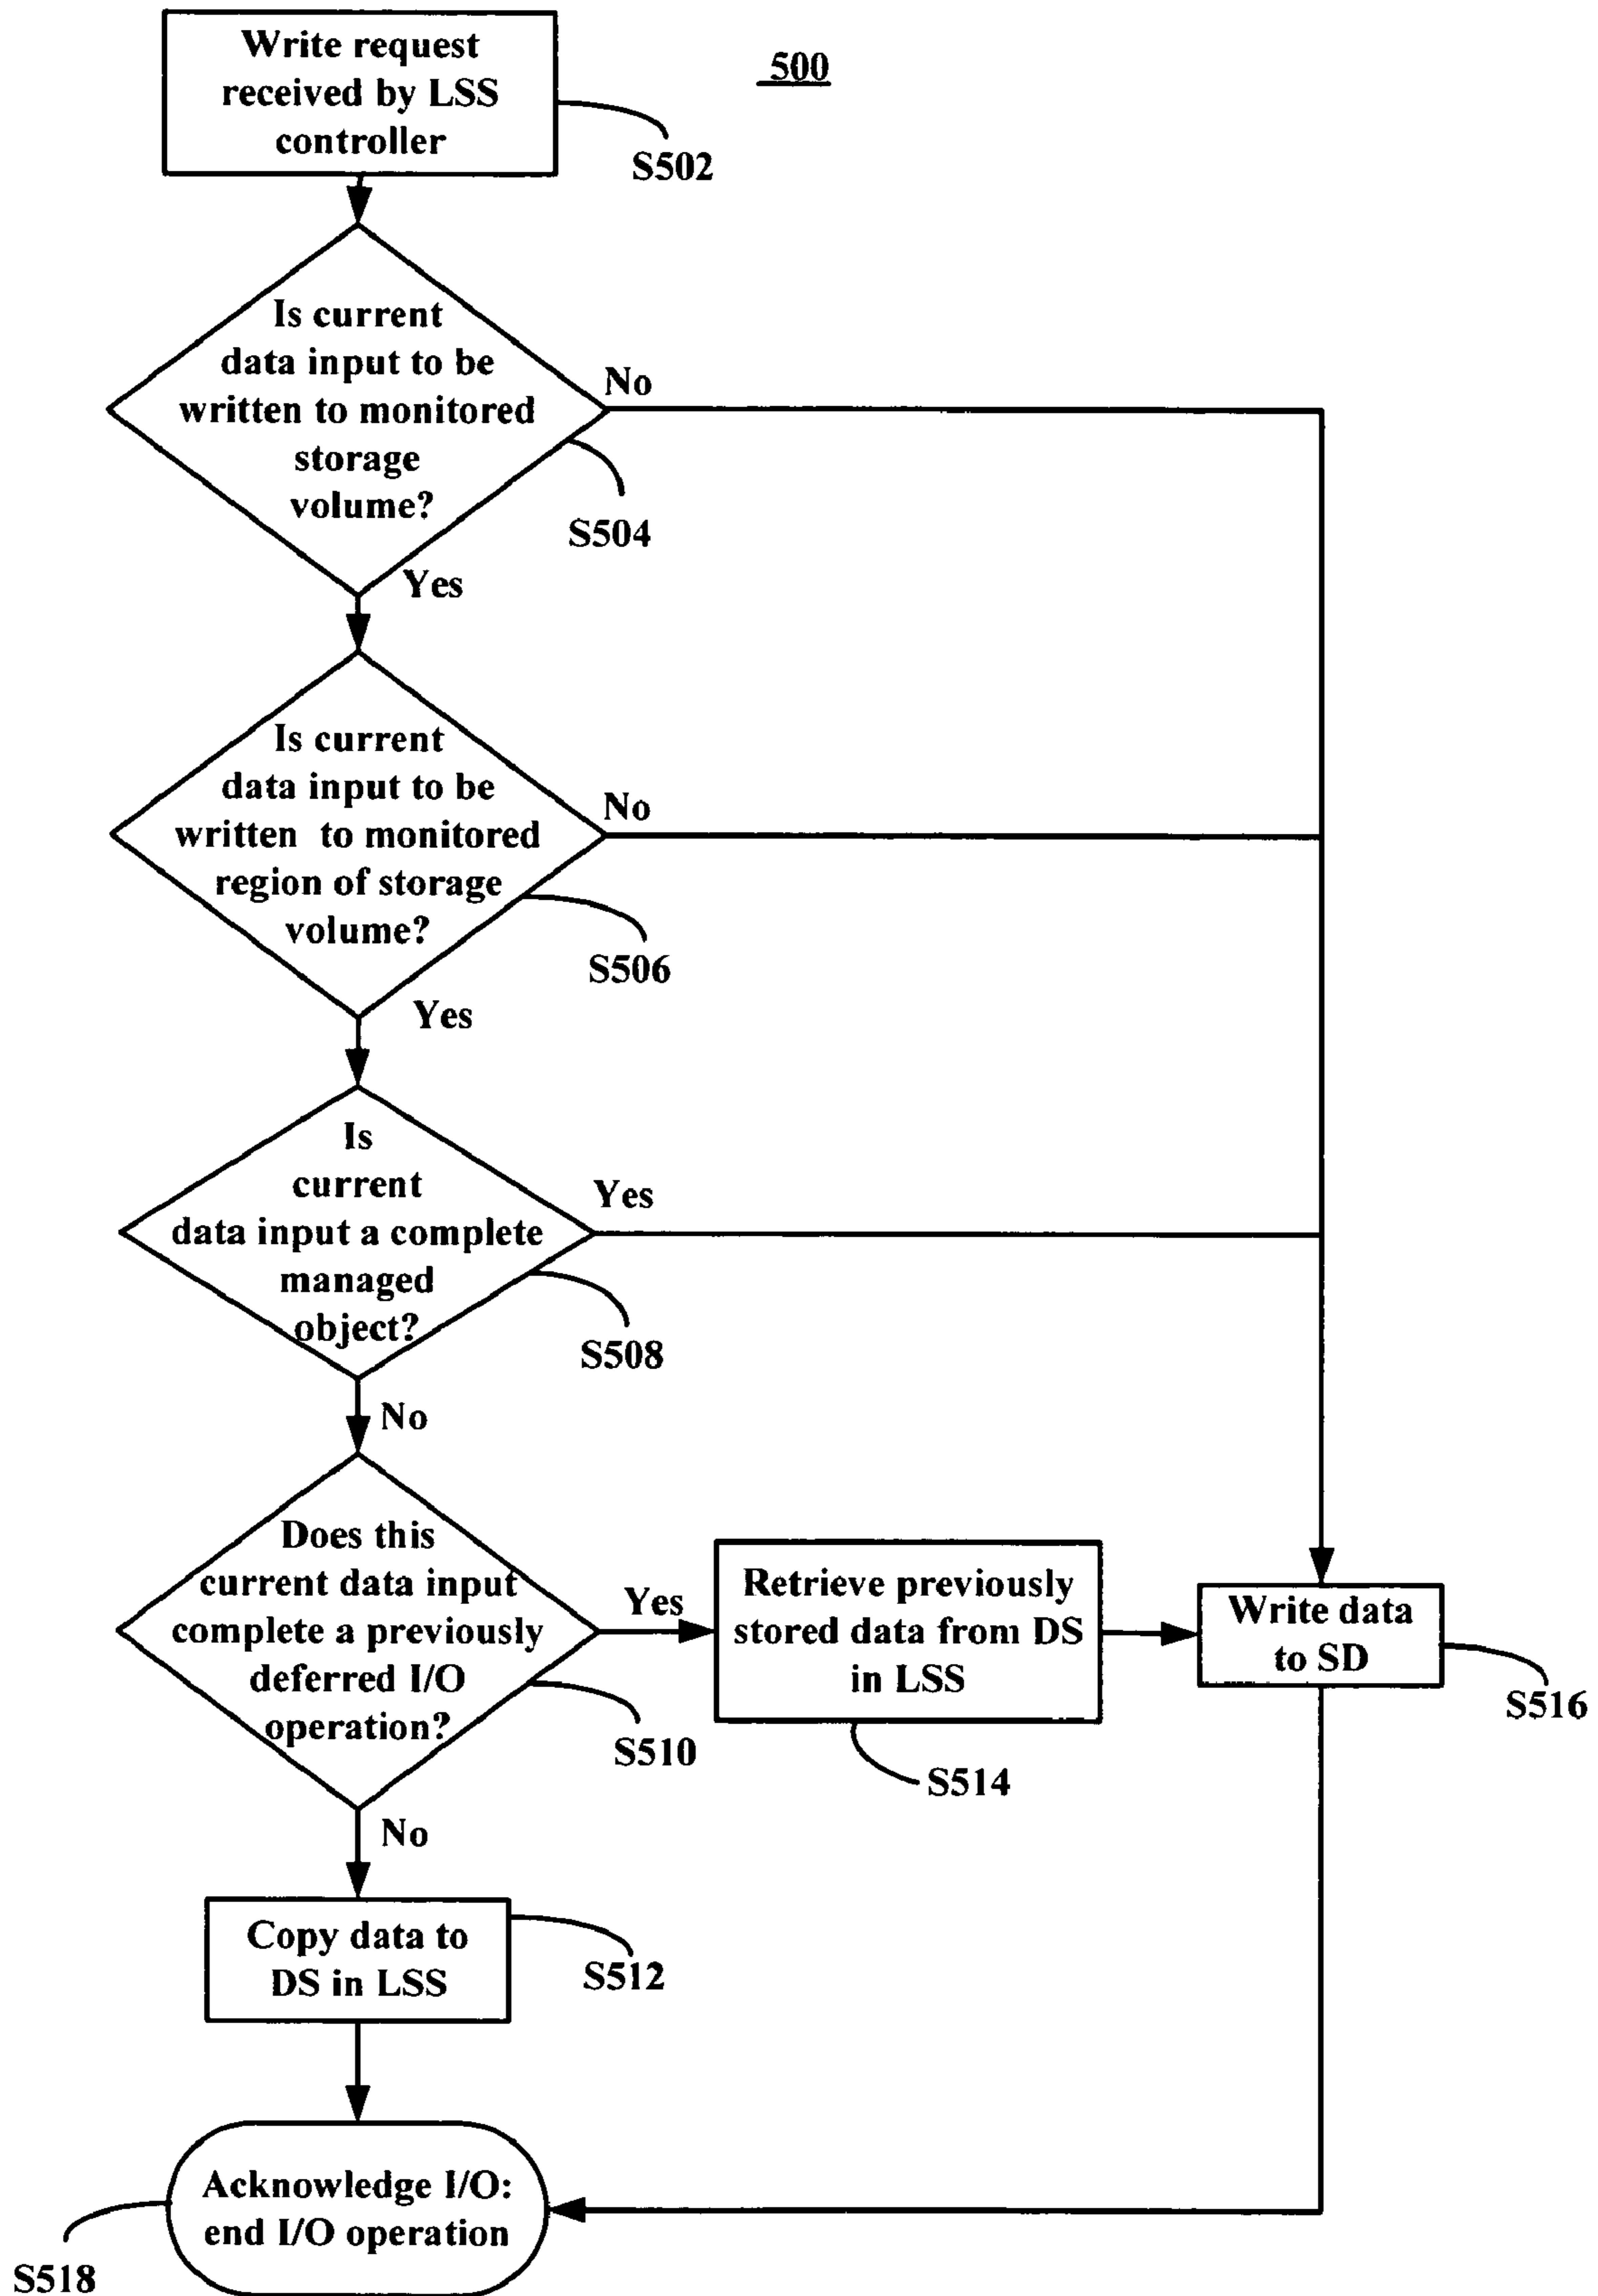 Write request
received by LSS
controller
500
S502
Is current
data input to be
written to monitored
storage
volume?
No
S504
Yes
Is current
data input to be
written to monitored
region of storage
volume?
No
S506
Yes
Is
current
data input a complete
managed
object?
Yes
S508
No
Does this
current data input
complete a previously
deferred I/O
operation?
Yes
S510
Retrieve previously
stored data from DS
in LSS
S514
Write data
to SD
S516
No
Copy data to
DS in LSS
S512
Acknowledge I/O:
end I/O operation
S518